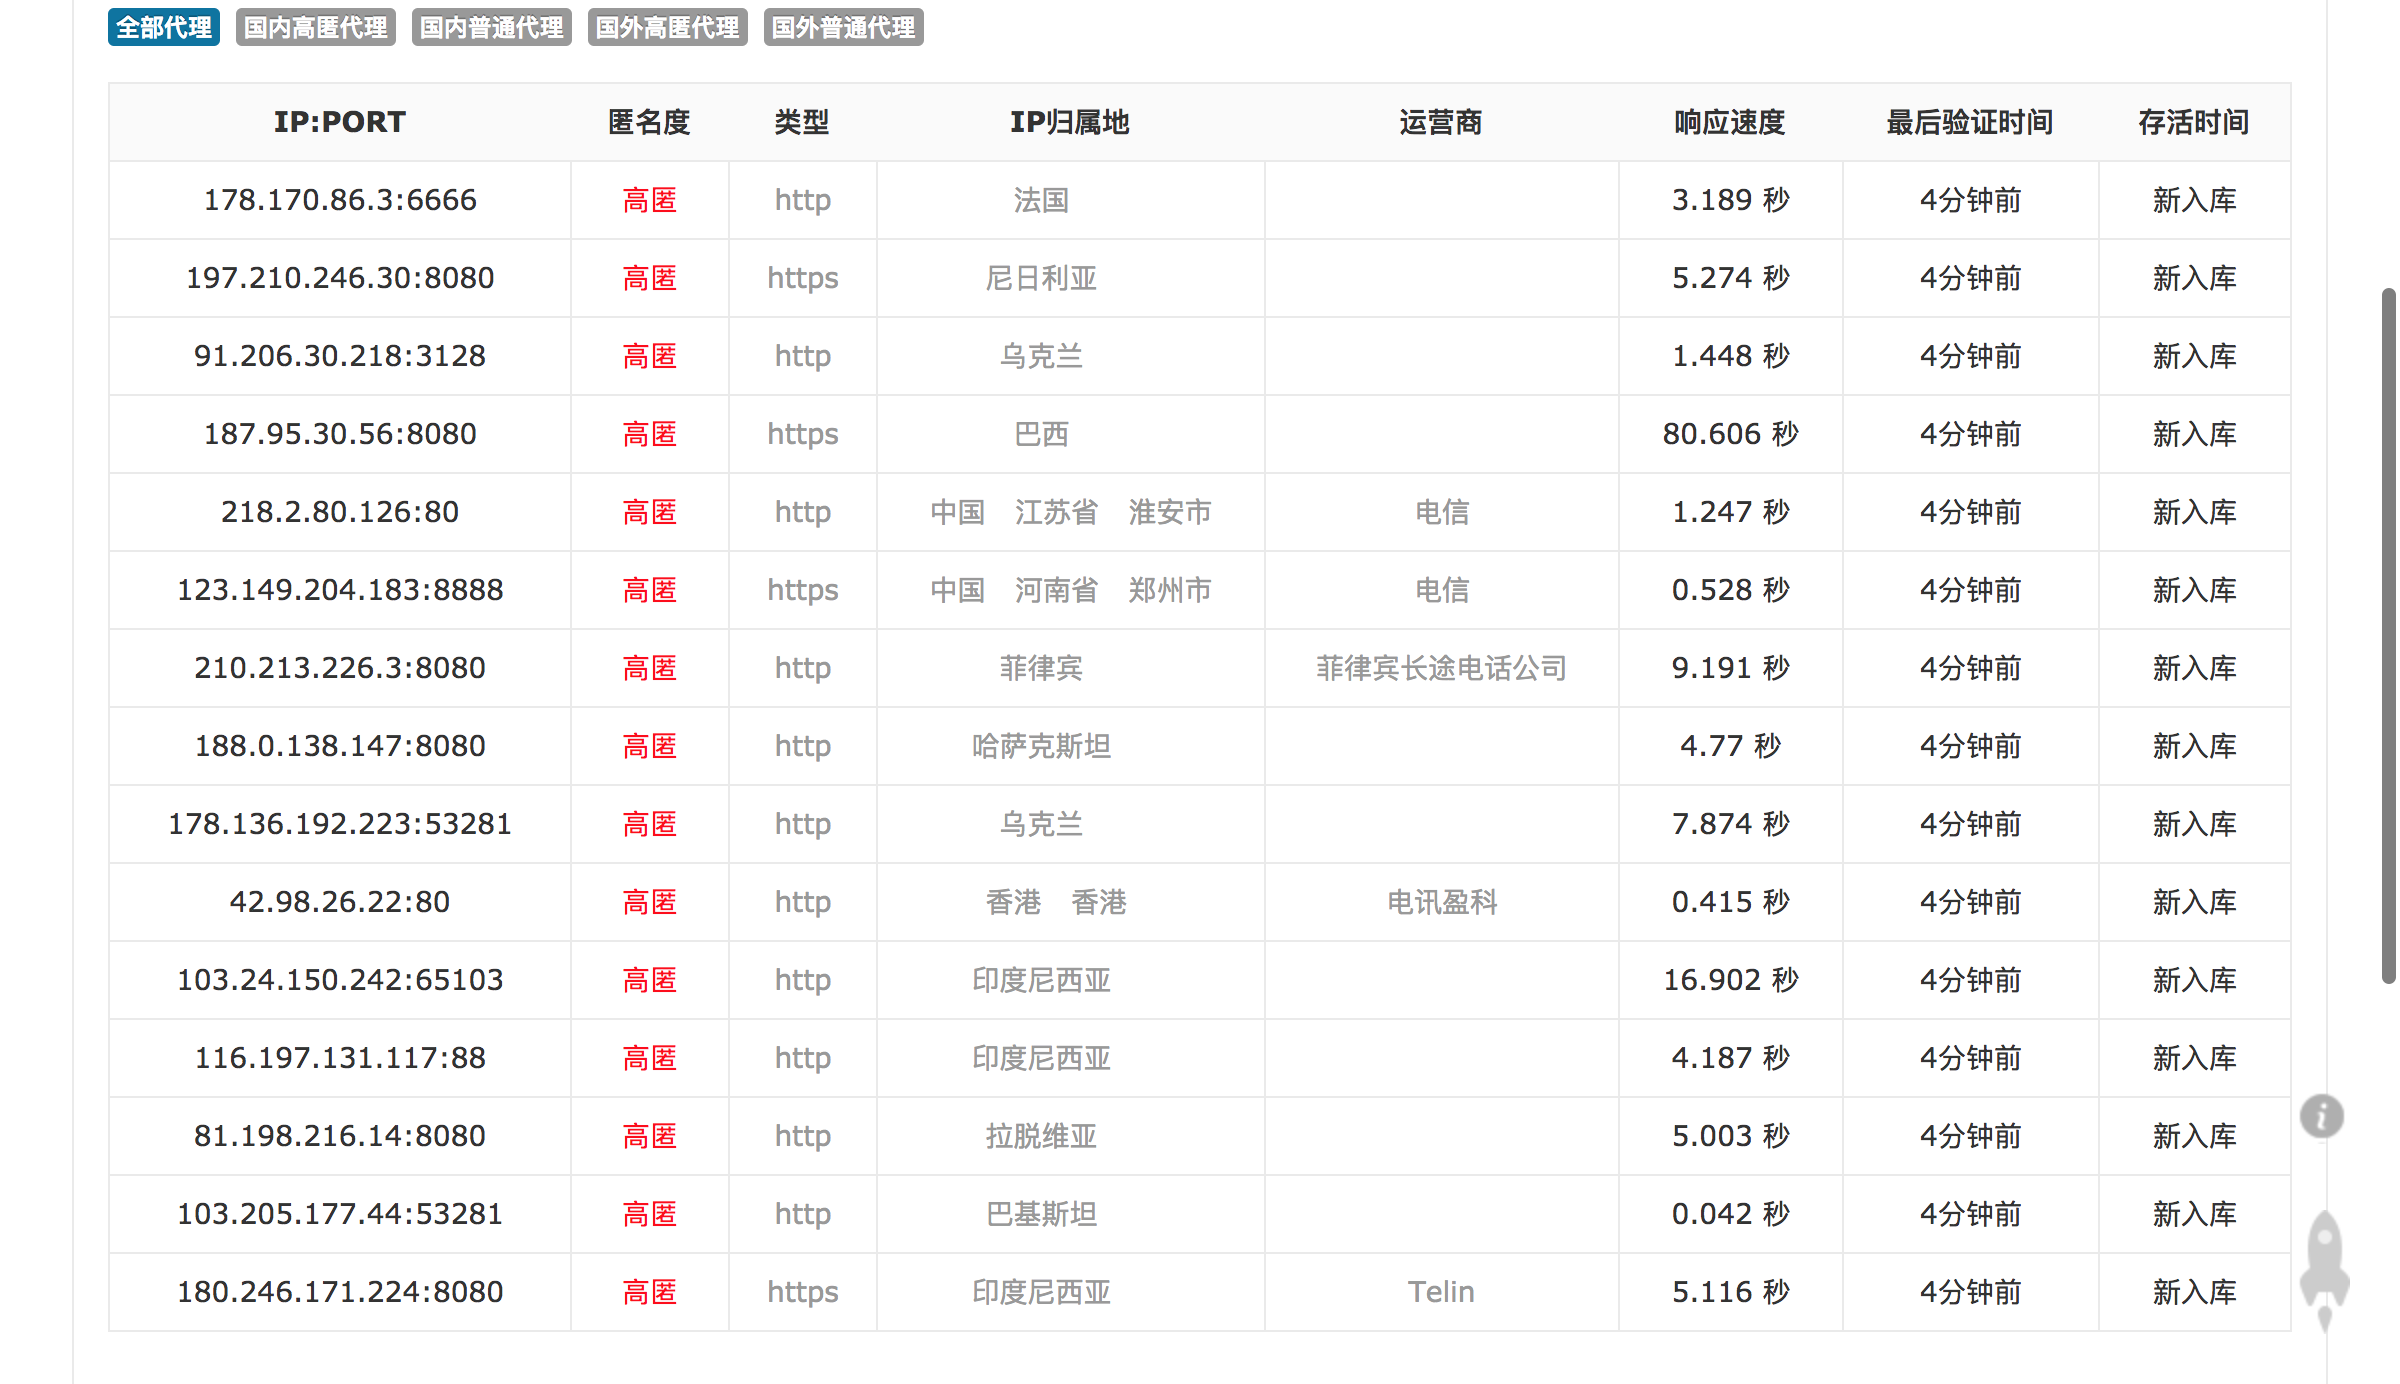 全部代理 国内高匿代理 国内普通代理 国外高匿代理 国外普通代理
IP:PORT 匿名度 类型 IP归属地 运营商 响应速度 最后验证时间 存活时间
178.170.86.3:6666 高匿 http 法国 3.189 秒 4分钟前 新入库
197.210.246.30:8080 高匿 https 尼日利亚 5.274 秒 4分钟前 新入库
91.206.30.218:3128 高匿 http 乌克兰 1.448 秒 4分钟前 新入库
187.95.30.56:8080 高匿 https 巴西 80.606 秒 4分钟前 新入库
218.2.80.126:80 高匿 http 中国 江苏省 淮安市 电信 1.247 秒 4分钟前 新入库
123.149.204.183:8888 高匿 https 中国 河南省 郑州市 电信 0.528 秒 4分钟前 新入库
210.213.226.3:8080 高匿 http 菲律宾 菲律宾长途电话公司 9.191 秒 4分钟前 新入库
188.0.138.147:8080 高匿 http 哈萨克斯坦 4.77 秒 4分钟前 新入库
178.136.192.223:53281 高匿 http 乌克兰 7.874 秒 4分钟前 新入库
42.98.26.22:80 高匿 http 香港 香港 电讯盈科 0.415 秒 4分钟前 新入库
103.24.150.242:65103 高匿 http 印度尼西亚 16.902 秒 4分钟前 新入库
116.197.131.117:88 高匿 http 印度尼西亚 4.187 秒 4分钟前 新入库
81.198.216.14:8080 高匿 http 拉脱维亚 5.003 秒 4分钟前 新入库
103.205.177.44:53281 高匿 http 巴基斯坦 0.042 秒 4分钟前 新入库
180.246.171.224:8080 高匿 https 印度尼西亚 Telin 5.116 秒 4分钟前 新入库